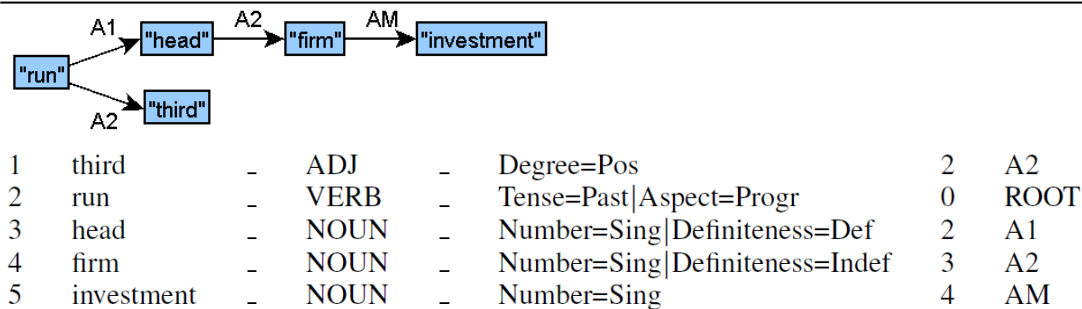 A1 "head" A2 "firm" AM "investment"
"run"
A2 "third"
1 third _ ADJ _ Degree=Pos 2 A2
2 run _ VERB _ Tense=Past|Aspect=Progr 0 ROOT
3 head _ NOUN _ Number=Sing|Definiteness=Def 2 A1
4 firm _ NOUN _ Number=Sing|Definiteness=Indef 3 A2
5 investment _ NOUN _ Number=Sing 4 AM